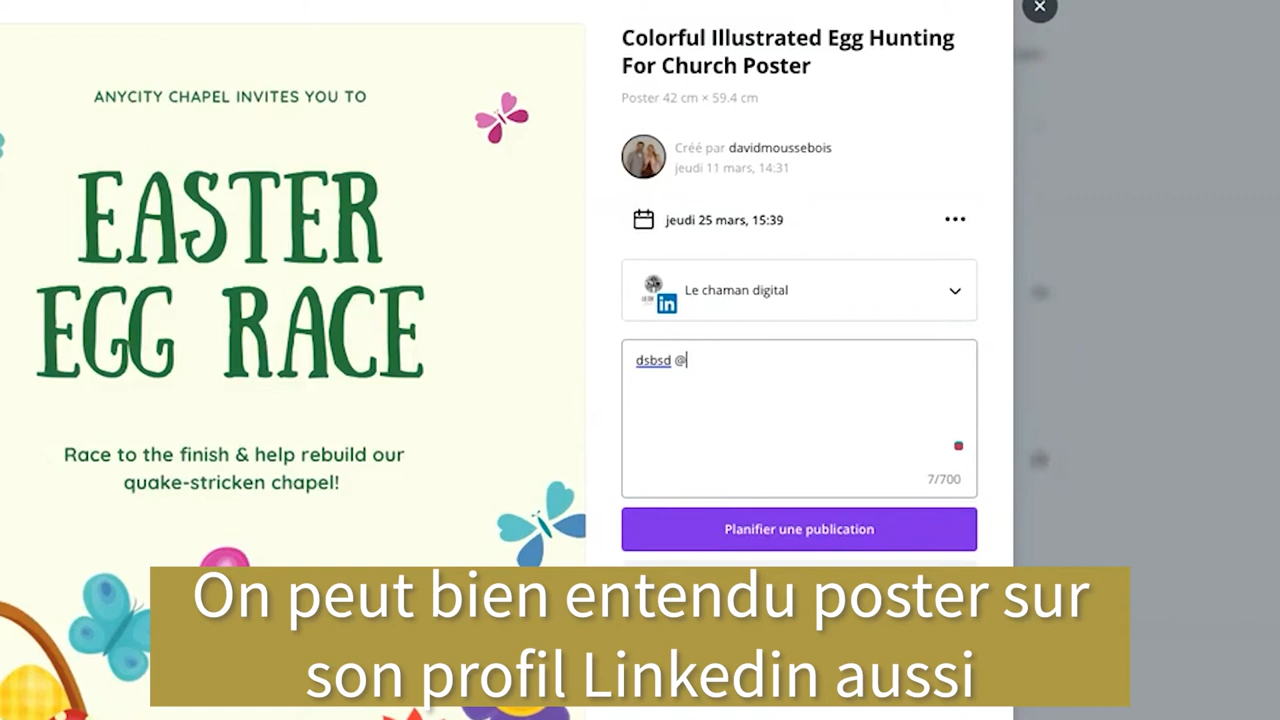 ANYCITY CHAPEL INVITES YOU TO
EASTER
EGG RACE
Race to the finish & help rebuild our
quake-stricken chapel!
Colorful Illustrated Egg Hunting
For Church Poster
Poster 42 cm × 59.4 cm
Créé par davidmoussebois
jeudi 11 mars, 14:31
jeudi 25 mars, 15:39
in
Le chaman digital
dsbsd @
7/700
Planifier une publication
On peut bien entendu poster sur
son profil Linkedin aussi